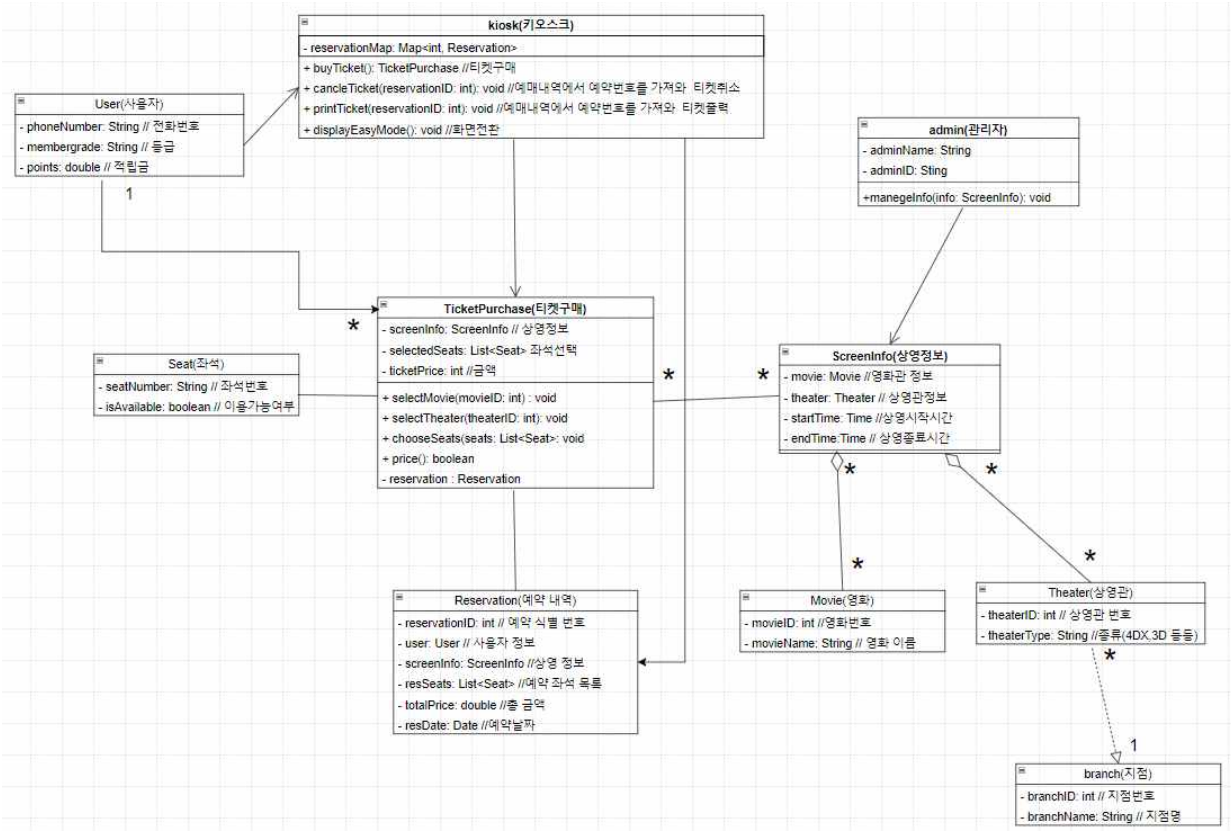 kiosk(키오스크)
- reservationMap: Map<int, Reservation>
+ buyTicket(): TicketPurchase //티켓구매
+ cancleTicket(reservationID: int): void //예매내역에서 예약번호를 가져와 티켓취소
+ printTicket(reservationID: int): void //예매내역에서 예약번호를 가져와 티켓풀력
+ displayEasyMode(): void //화면전환
User(사용자)
- phoneNumber: String // 전화번호
- membergrade: String // 등급
- points: double // 적립금
1
admin(관리자)
- adminName: String
- adminID: Sting
+manegeInfo(info: ScreenInfo): void
TicketPurchase(티켓구매)
- screenInfo: ScreenInfo // 상영정보
- selectedSeats: List<Seat> 좌석선택
- ticketPrice: int //금액
+ selectMovie(movieID: int) : void
+ selectTheater(theaterID: int): void
+ chooseSeats(seats: List<Seat>: void
+ price(): boolean
- reservation : Reservation
*
*
*
Seat(좌석)
- seatNumber: String // 좌석번호
- isAvailable: boolean // 이용가능여부
ScreenInfo(상영정보)
- movie: Movie //영화관 정보
- theater: Theater // 상영관정보
- startTime: Time //상영시작시간
- endTime:Time // 상영종료시간
*
*
*
*
Reservation(예약 내역)
- reservationID: int // 예약 식별 번호
- user: User // 사용자 정보
- screenInfo: ScreenInfo //상영 정보
- resSeats: List<Seat> //예약 좌석 목록
- totalPrice: double //총 금액
- resDate: Date //예약날짜
Movie(영화)
- movieID: int //영화번호
- movieName: String // 영화 이름
Theater(상영관)
- theaterID: int // 상영관 번호
- theaterType: String //종류(4DX,3D 등등)
*
1
branch(지점)
- branchID: int // 지점번호
- branchName: String // 지점명